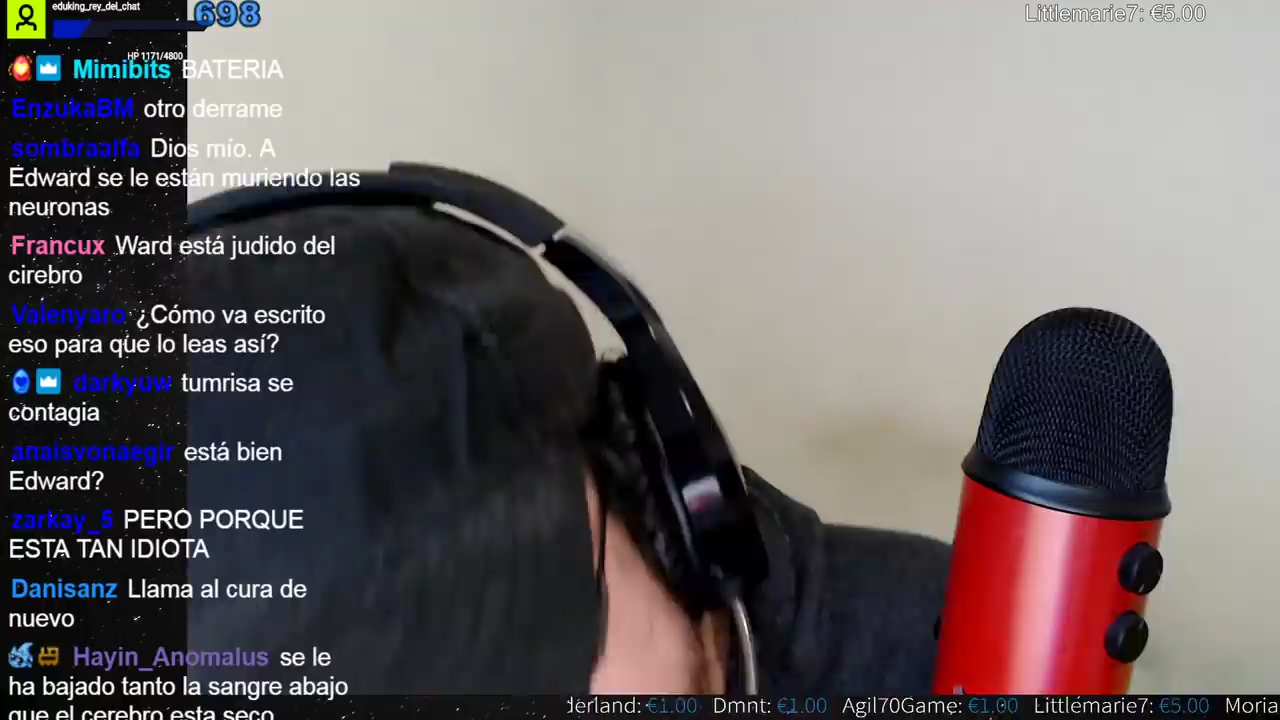 eduking_rey_del_chat
698
Littlemarie7: €5.00
HP 1171/4800
Mimibits BATERIA
EnzukaBM otro derrame
sombraalfa Dios mío. A
Edward se le están muriendo las
neuronas
Francux Ward está judido del
cirebro
Valenyaro ¿Cómo va escrito
eso para que lo leas así?
darkyuw tumrisa se
contagia
anaisvonaegir está bien
Edward?
zarkay_5 PERO PORQUE
ESTA TAN IDIOTA
Danisanz Llama al cura de
nuevo
Hayin_Anomalus se le
ha bajado tanto la sangre abajo
que el cerebro esta seco
derland: €1.00 Dmnt: €1.00 Agil70Game: €1.00 Littlemarie7: €5.00 Moria